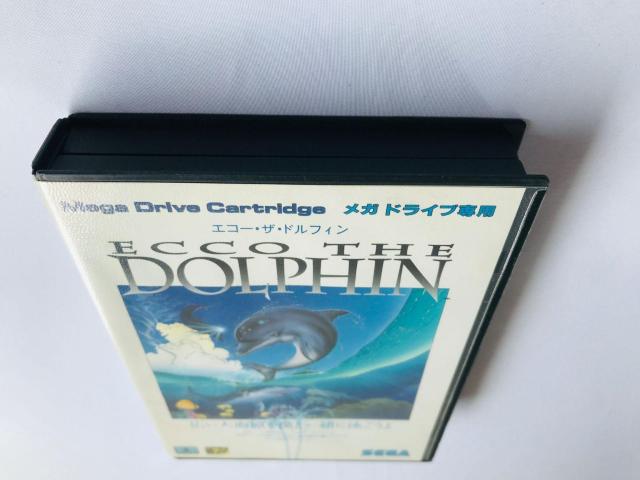 Mega Drive Cartridge メガドライブ専用
エコー・ザ・ドルフィン
ECCO THE
DOLPHIN
SEGA